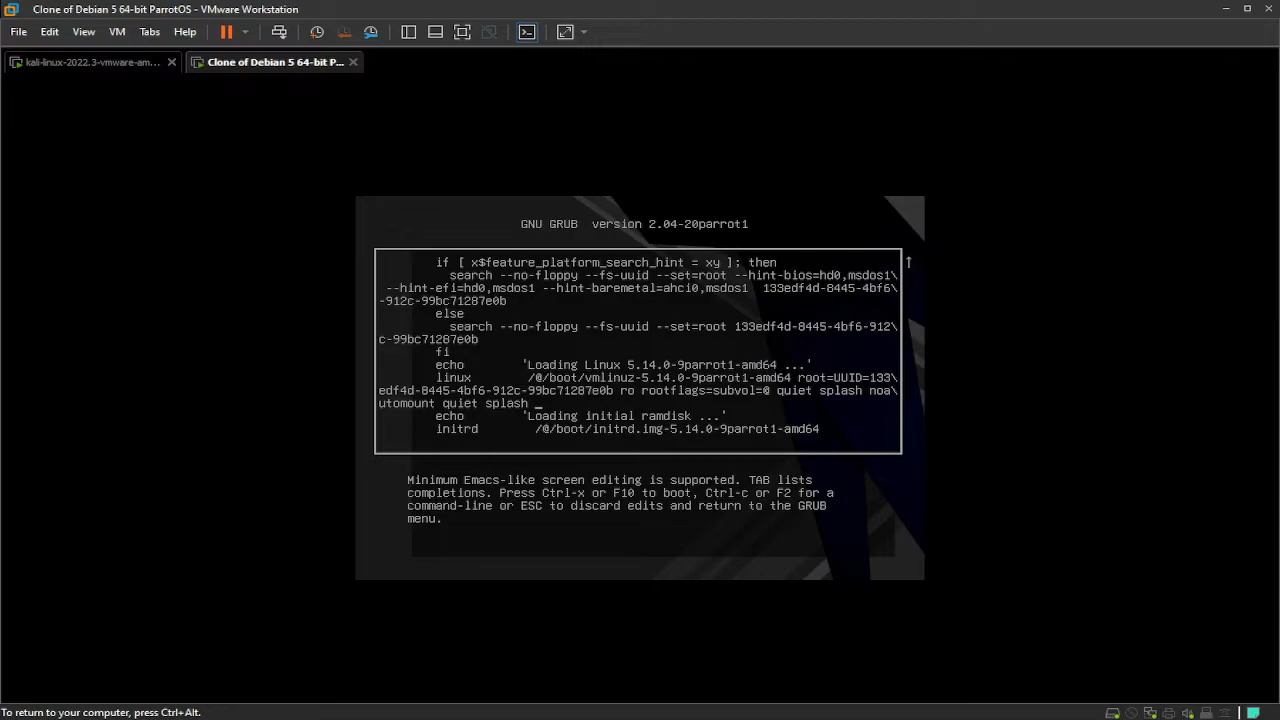 Clone of Debian 5 64-bit ParrotOS - VMware Workstation
File Edit View VM Tabs Help
kali-linux-2022.3-vmware-am... Clone of Debian 5 64-bit P...
GNU GRUB version 2.04-20parrot1
if [ x$feature_platform_search_hint = xy ]; then
search --no-floppy --fs-uuid --set=root --hint-bios=hd0,msdos1\
--hint-efi=hd0,msdos1 --hint-baremetal=ahci0,msdos1 133edf4d-8445-4bf6\
-912c-99bc71287e0b
else
search --no-floppy --fs-uuid --set=root 133edf4d-8445-4bf6-912\
c-99bc71287e0b
fi
echo 'Loading Linux 5.14.0-9parrot1-amd64 ...'
linux /@/boot/vmlinuz-5.14.0-9parrot1-amd64 root=UUID=133\
edf4d-8445-4bf6-912c-99bc71287e0b ro rootflags=subvol=@ quiet splash noa\
utomount quiet splash _
echo 'Loading initial ramdisk ...'
initrd /@/boot/initrd.img-5.14.0-9parrot1-amd64
Minimum Emacs-like screen editing is supported. TAB lists
completions. Press Ctrl-x or F10 to boot, Ctrl-c or F2 for a
command-line or ESC to discard edits and return to the GRUB
menu.
To return to your computer, press Ctrl+Alt.